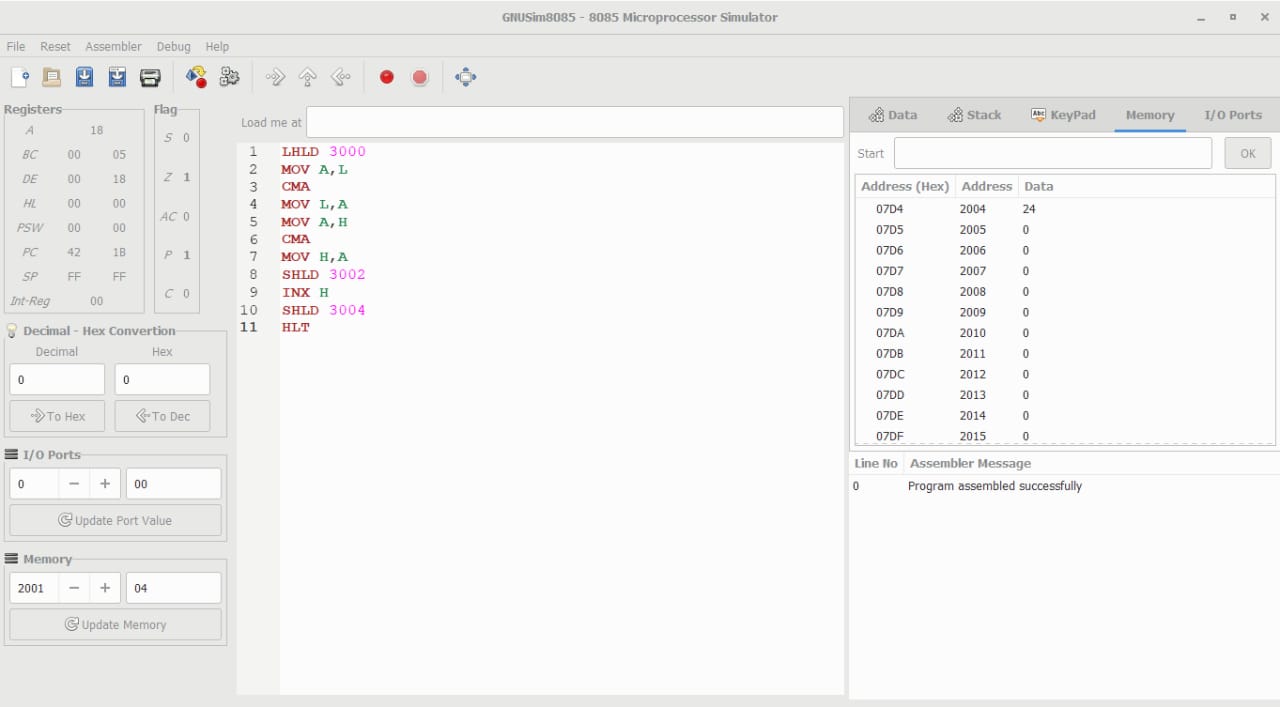 GNUSim8085 - 8085 Microprocessor Simulator
File Reset Assembler Debug Help
Registers
A 18
BC 00 05
DE 00 18
HL 00 00
PSW 00 00
PC 42 1B
SP FF FF
Int-Reg 00
Flag
S 0
Z 1
AC 0
P 1
C 0
Decimal - Hex Convertion
Decimal Hex
0 0
To Hex To Dec
I/O Ports
0 − + 00
Update Port Value
Memory
2001 − + 04
Update Memory
Load me at
1 LHLD 3000
2 MOV A,L
3 CMA
4 MOV L,A
5 MOV A,H
6 CMA
7 MOV H,A
8 SHLD 3002
9 INX H
10 SHLD 3004
11 HLT
Data Stack Abc KeyPad Memory I/O Ports
Start OK
Address (Hex) Address Data
07D4 2004 24
07D5 2005 0
07D6 2006 0
07D7 2007 0
07D8 2008 0
07D9 2009 0
07DA 2010 0
07DB 2011 0
07DC 2012 0
07DD 2013 0
07DE 2014 0
07DF 2015 0
Line No Assembler Message
0 Program assembled successfully